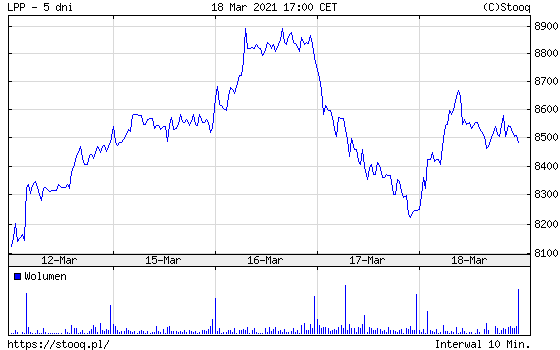 LPP - 5 dni 18 Mar 2021 17:00 CET (C)Stooq
8900
8800
8700
8600
8500
8400
8300
8200
8100
12-Mar 15-Mar 16-Mar 17-Mar 18-Mar
Wolumen
https://stooq.pl/ Interwal 10 Min.